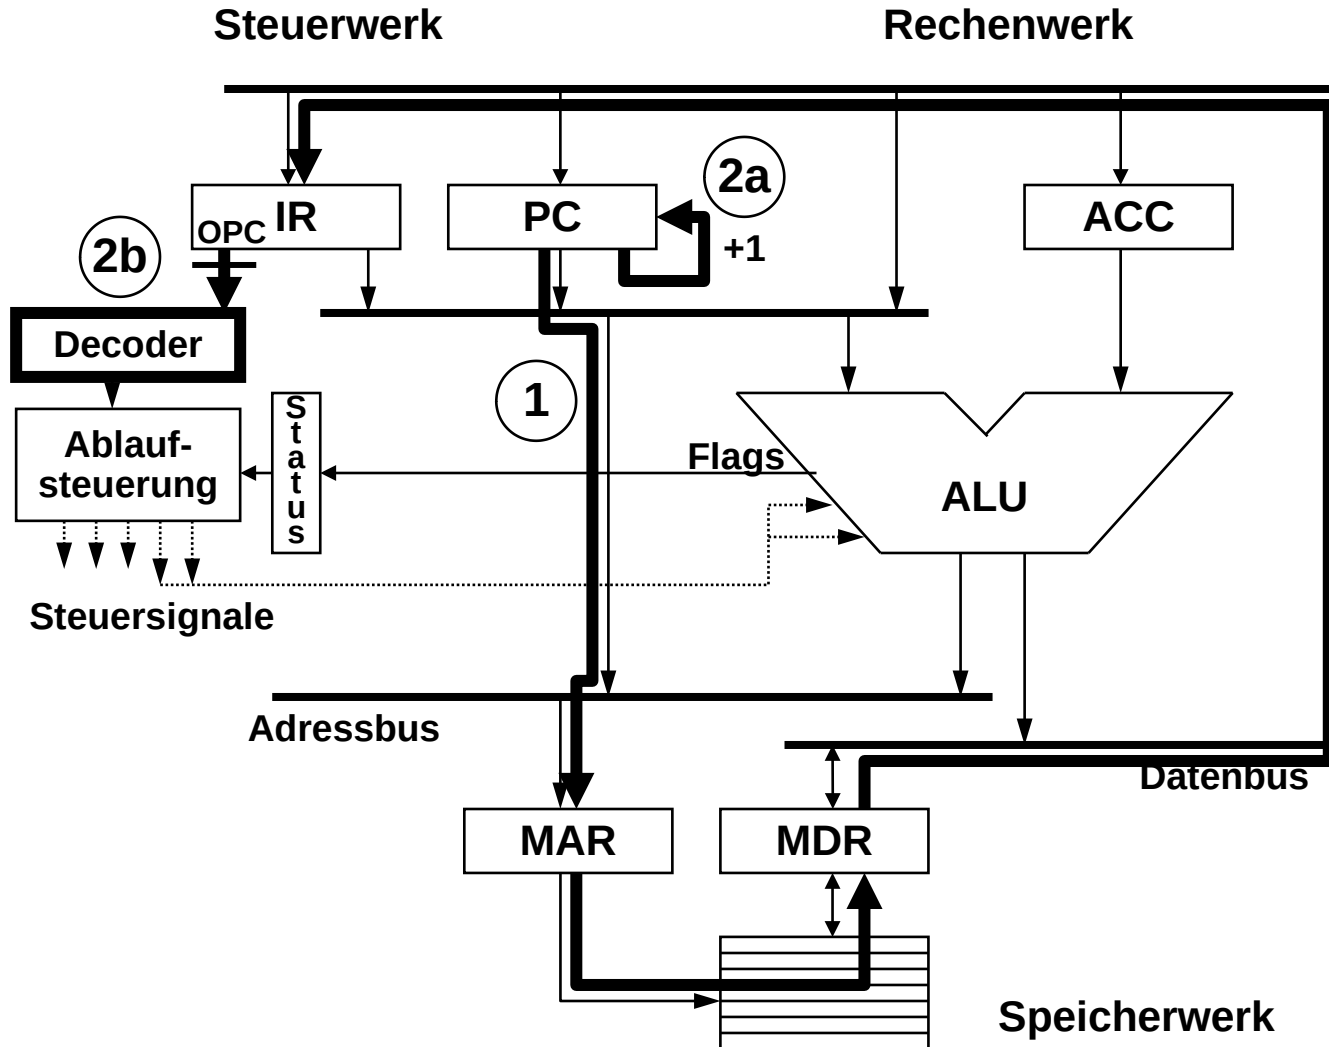 Steuerwerk
Rechenwerk
2a
IR
OPC
PC
ACC
+1
2b
Decoder
1
Status
Ablauf-
steuerung
Flags
ALU
Steuersignale
Adressbus
Datenbus
MAR
MDR
Speicherwerk